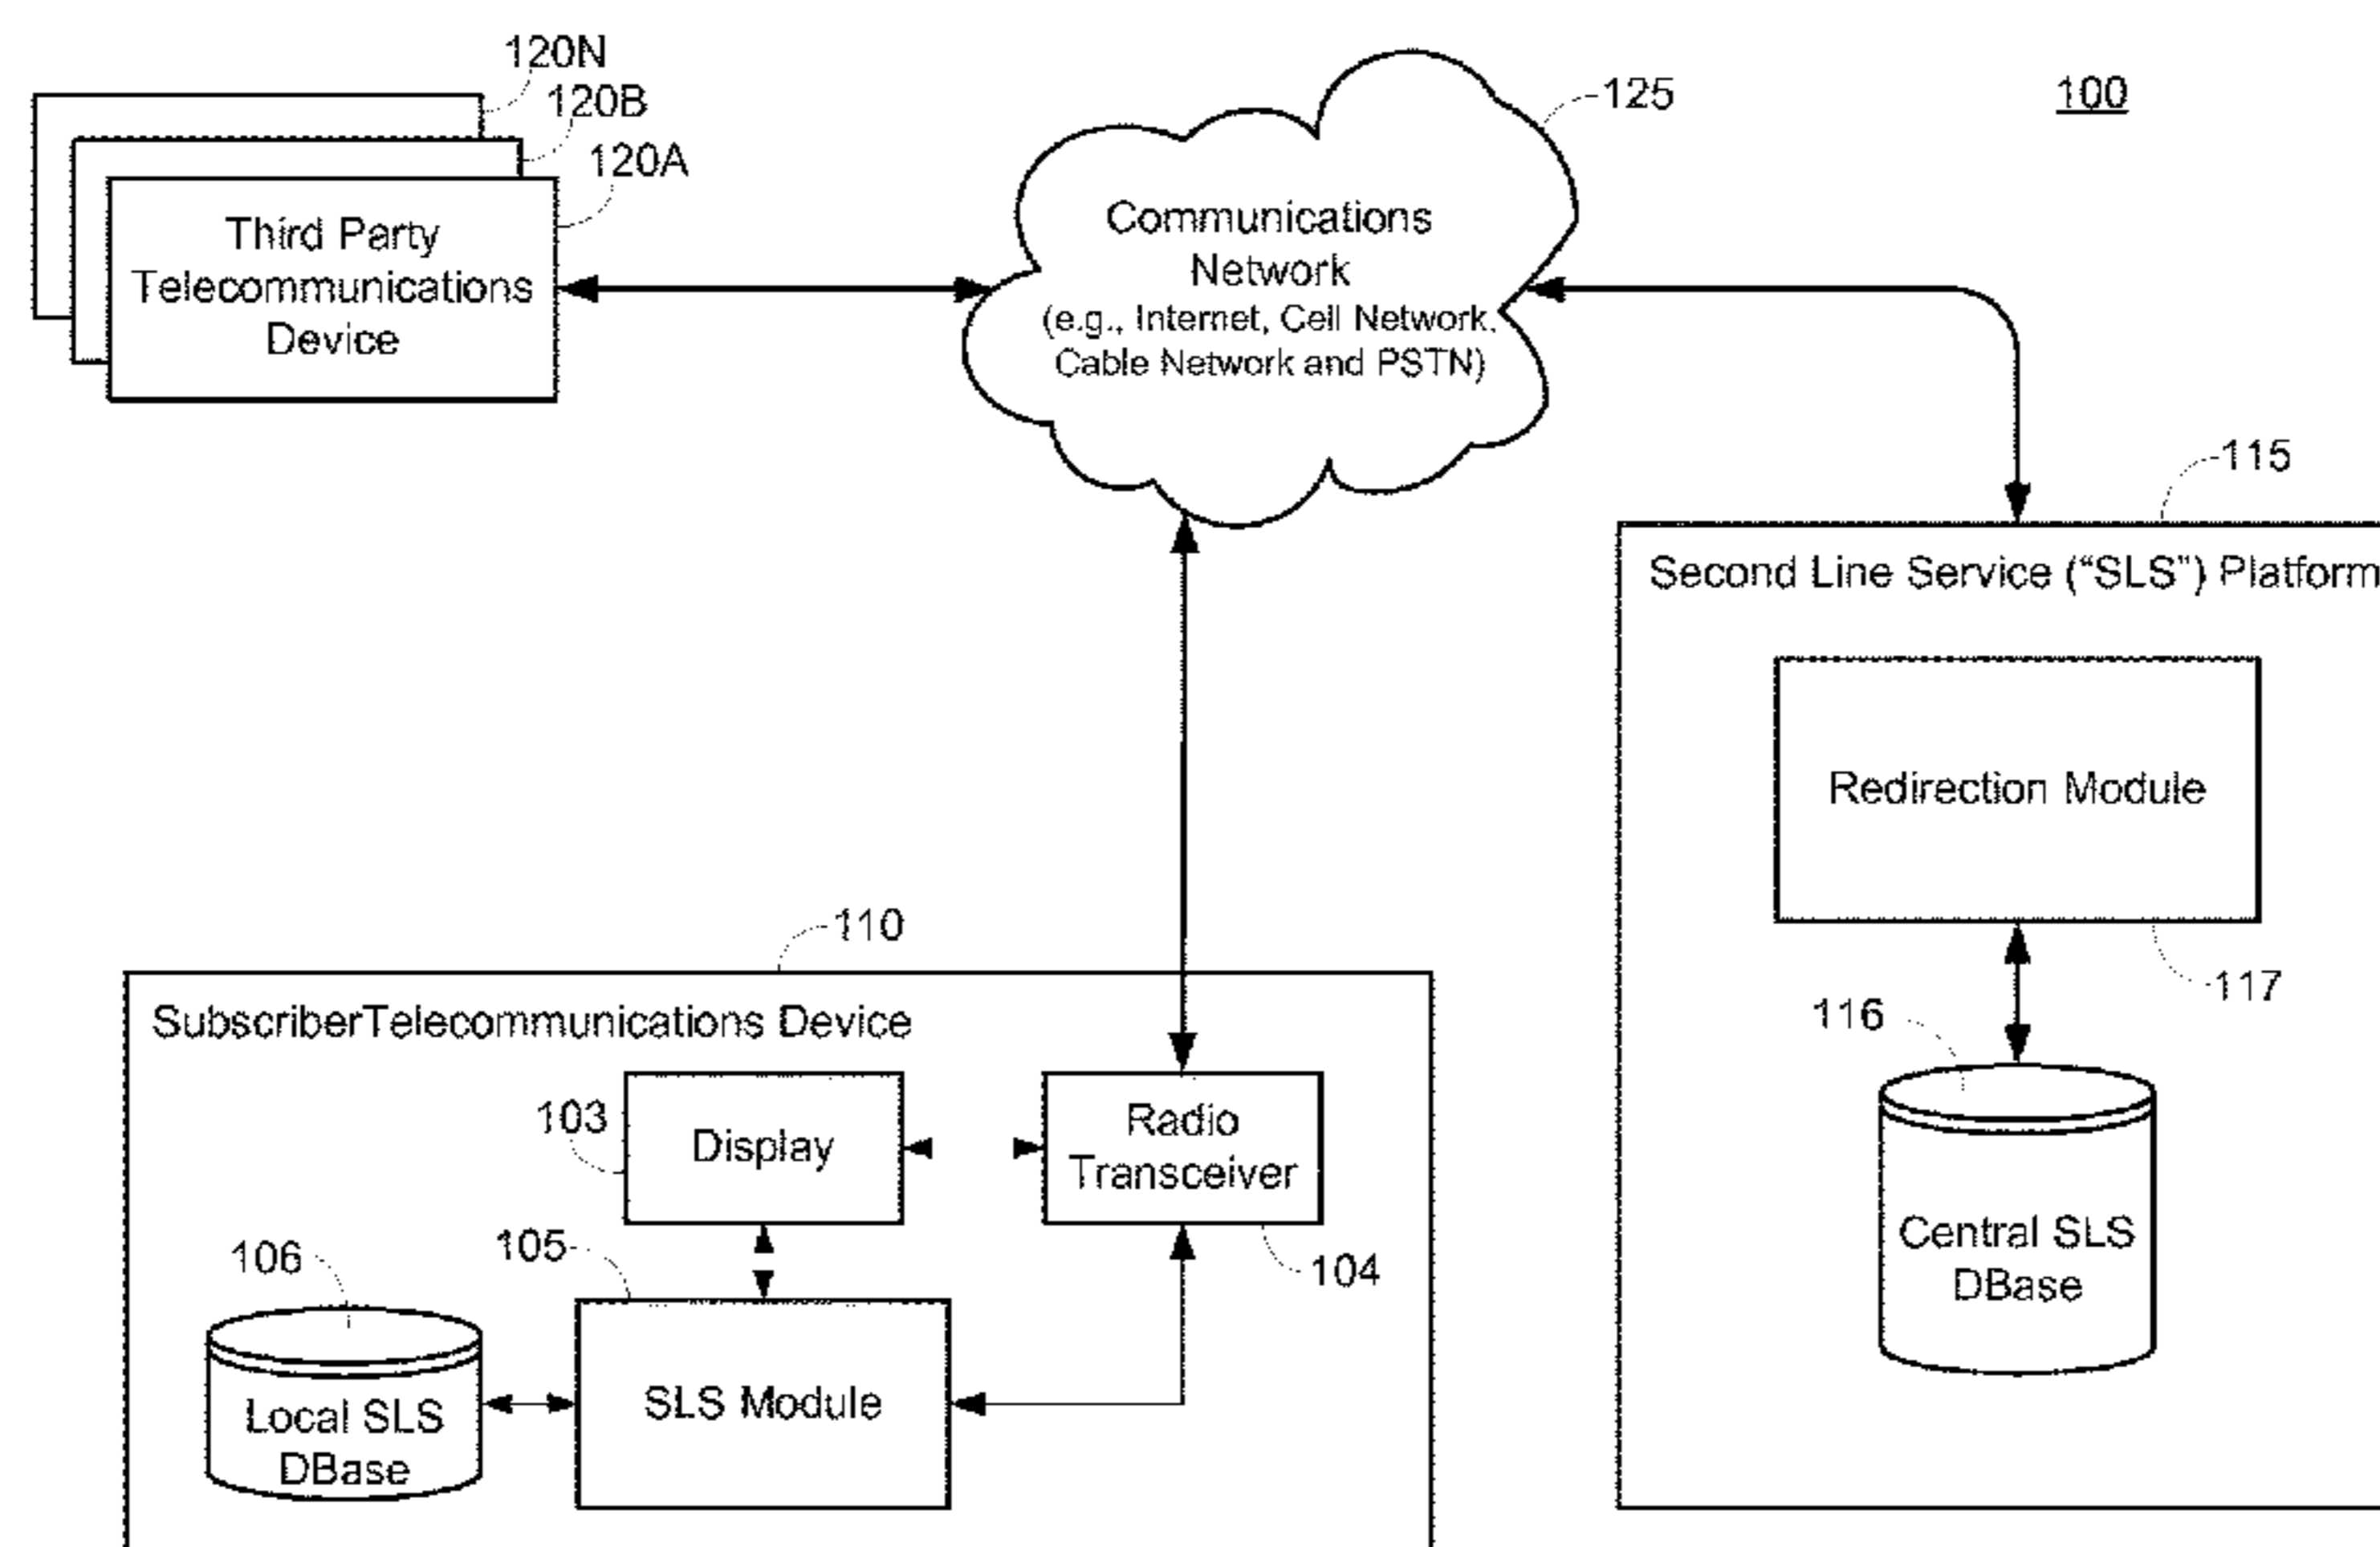 120N
120B
120A
Third Party
Telecommunications
Device
125
Communications
Network
(e.g., Internet, Cell Network,
Cable Network and PSTN)
100
115
Second Line Service (“SLS”) Platform
Redirection Module
117
116
Central SLS
DBase
110
SubscriberTelecommunications Device
103
Display
Radio
Transceiver
104
105
106
SLS Module
Local SLS
DBase